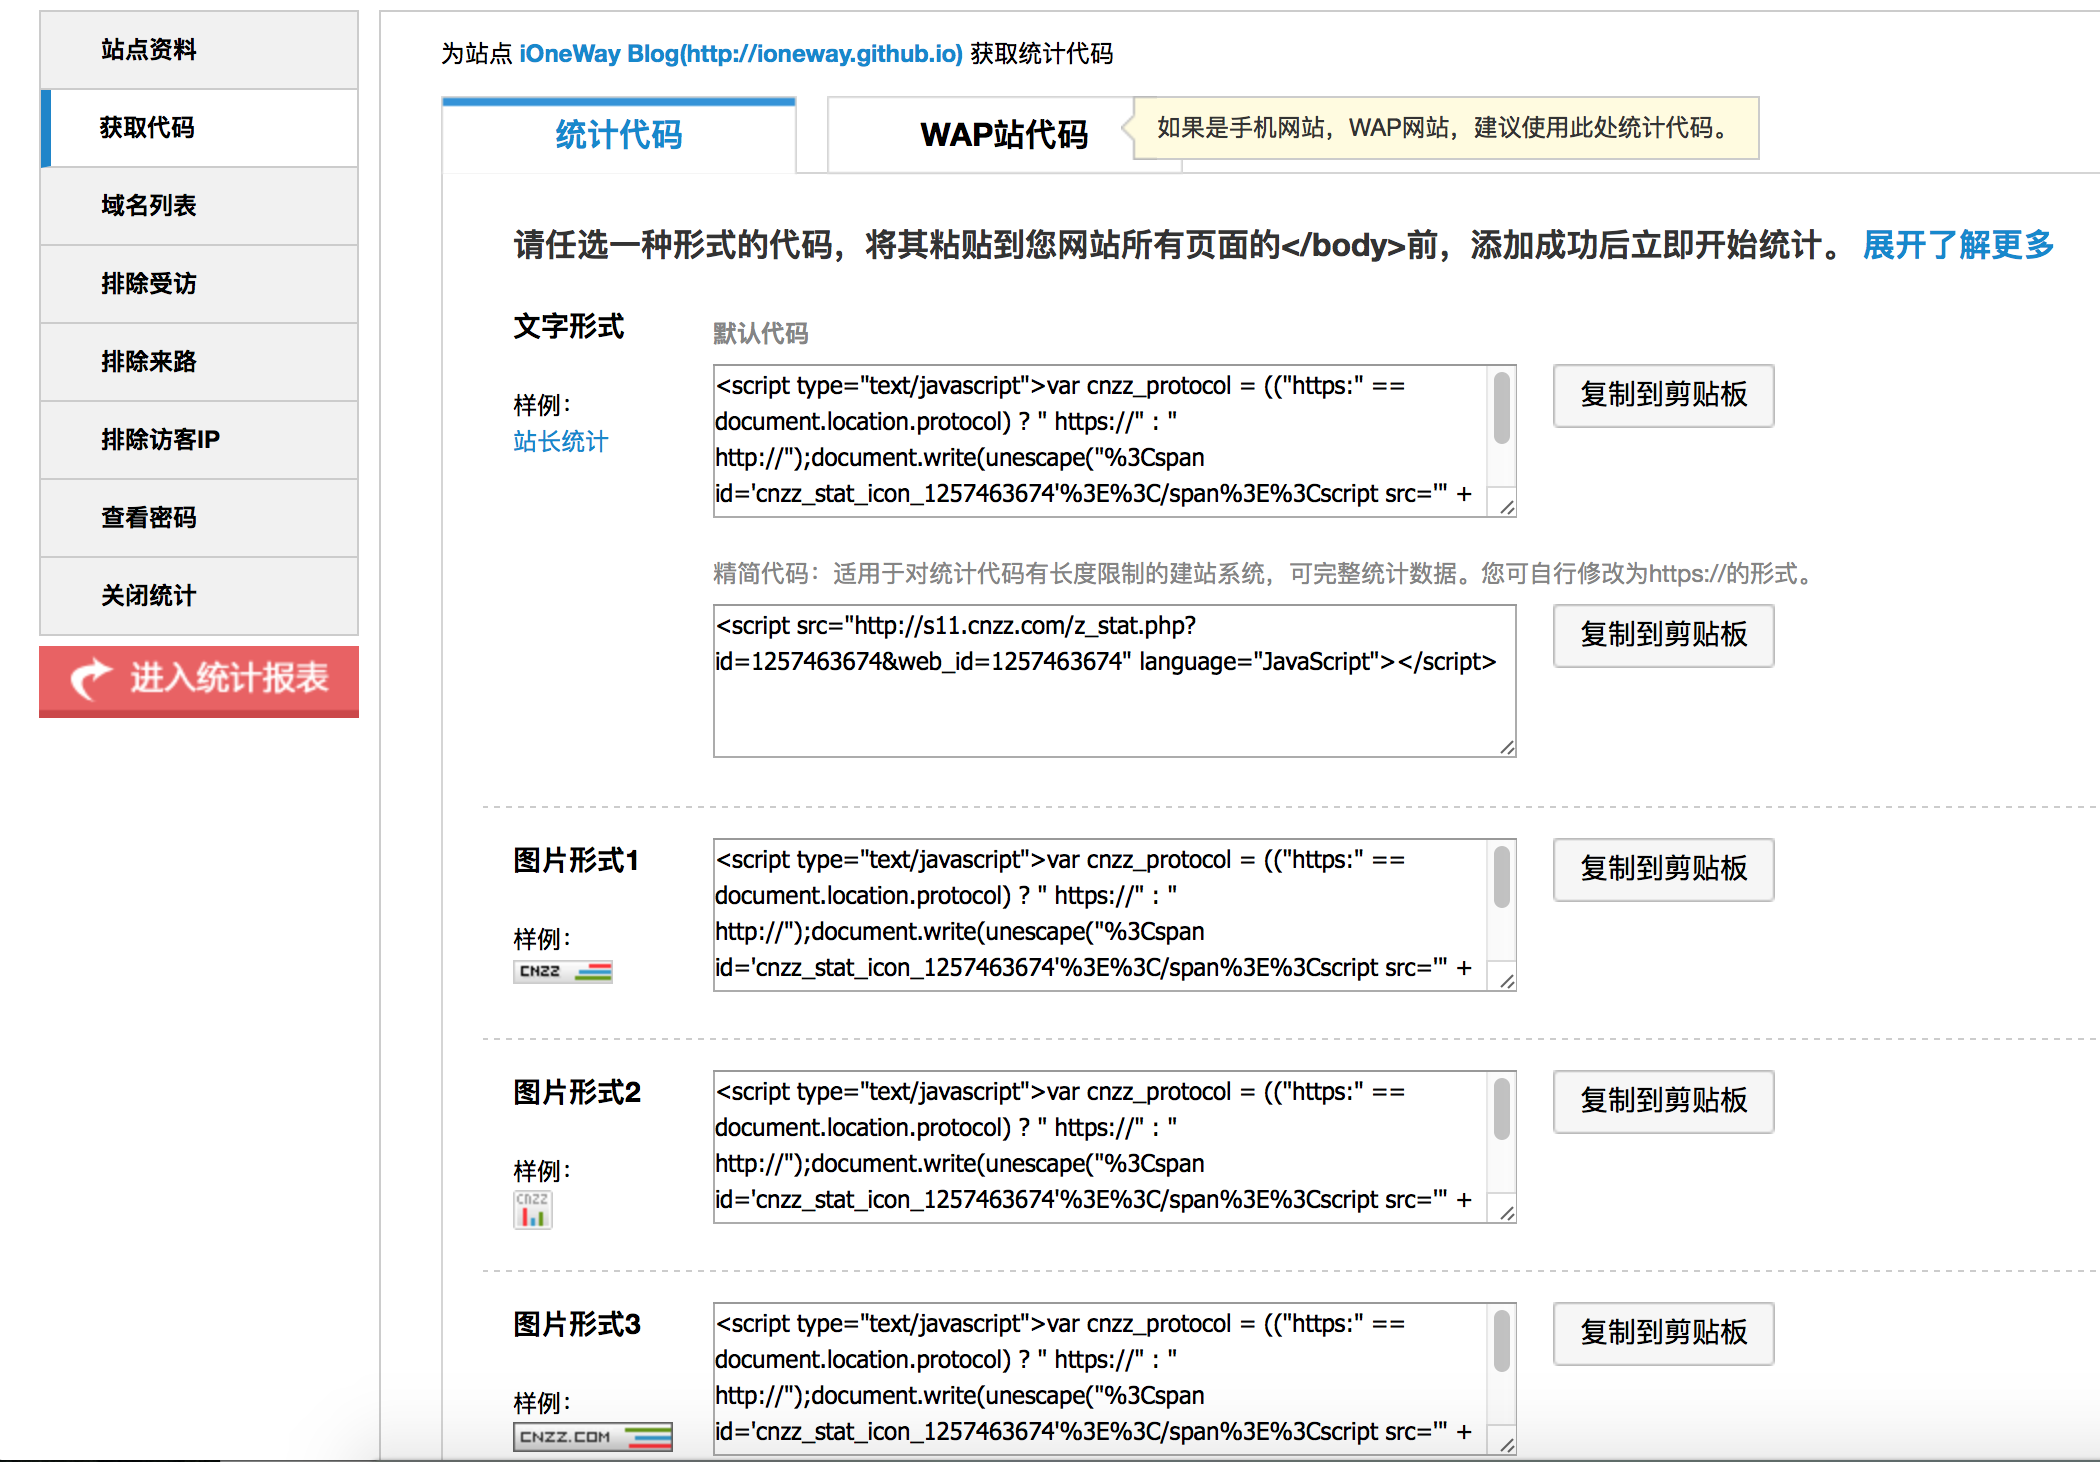 站点资料
获取代码
域名列表
排除受访
排除来路
排除访客IP
查看密码
关闭统计
进入统计报表
为站点 iOneWay Blog(http://ioneway.github.io) 获取统计代码
统计代码
WAP站代码
如果是手机网站，WAP网站，建议使用此处统计代码。
请任选一种形式的代码，将其粘贴到您网站所有页面的</body>前，添加成功后立即开始统计。 展开了解更多
文字形式
默认代码
样例：
站长统计
<script type="text/javascript">var cnzz_protocol = (("https:" ==
document.location.protocol) ? " https://" : "
http://");document.write(unescape("%3Cspan
id='cnzz_stat_icon_1257463674'%3E%3C/span%3E%3Cscript src='" +
复制到剪贴板
精简代码：适用于对统计代码有长度限制的建站系统，可完整统计数据。您可自行修改为https://的形式。
<script src="http://s11.cnzz.com/z_stat.php?
id=1257463674&web_id=1257463674" language="JavaScript"></script>
复制到剪贴板
图片形式1
样例：
CNZZ
<script type="text/javascript">var cnzz_protocol = (("https:" ==
document.location.protocol) ? " https://" : "
http://");document.write(unescape("%3Cspan
id='cnzz_stat_icon_1257463674'%3E%3C/span%3E%3Cscript src='" +
复制到剪贴板
图片形式2
样例：
CNZZ
<script type="text/javascript">var cnzz_protocol = (("https:" ==
document.location.protocol) ? " https://" : "
http://");document.write(unescape("%3Cspan
id='cnzz_stat_icon_1257463674'%3E%3C/span%3E%3Cscript src='" +
复制到剪贴板
图片形式3
样例：
CNZZ.COM
<script type="text/javascript">var cnzz_protocol = (("https:" ==
document.location.protocol) ? " https://" : "
http://");document.write(unescape("%3Cspan
id='cnzz_stat_icon_1257463674'%3E%3C/span%3E%3Cscript src='" +
复制到剪贴板